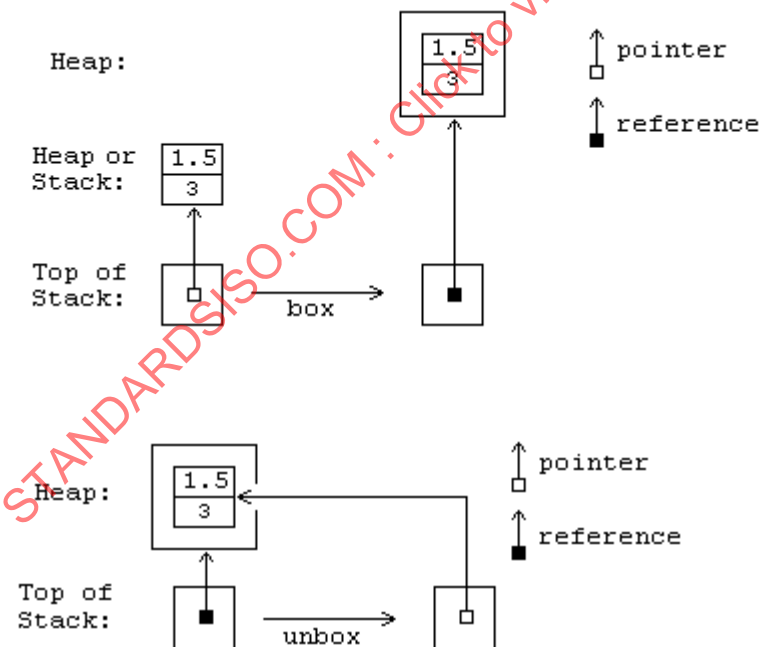 Heap:
1.5
3
pointer
reference
Heap or
Stack:
1.5
3
Top of
Stack:
box
STANDARDSISO.COM : Click to v
Heap:
1.5
3
pointer
reference
Top of
Stack:
unbox